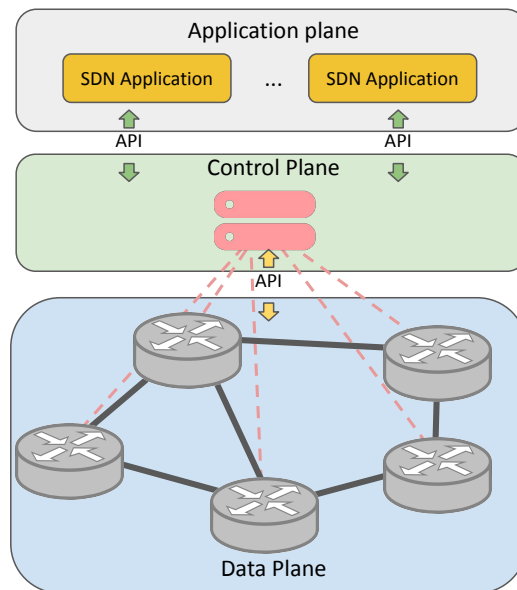 Application plane
SDN Application ... SDN Application
API API
Control Plane
API
Data Plane